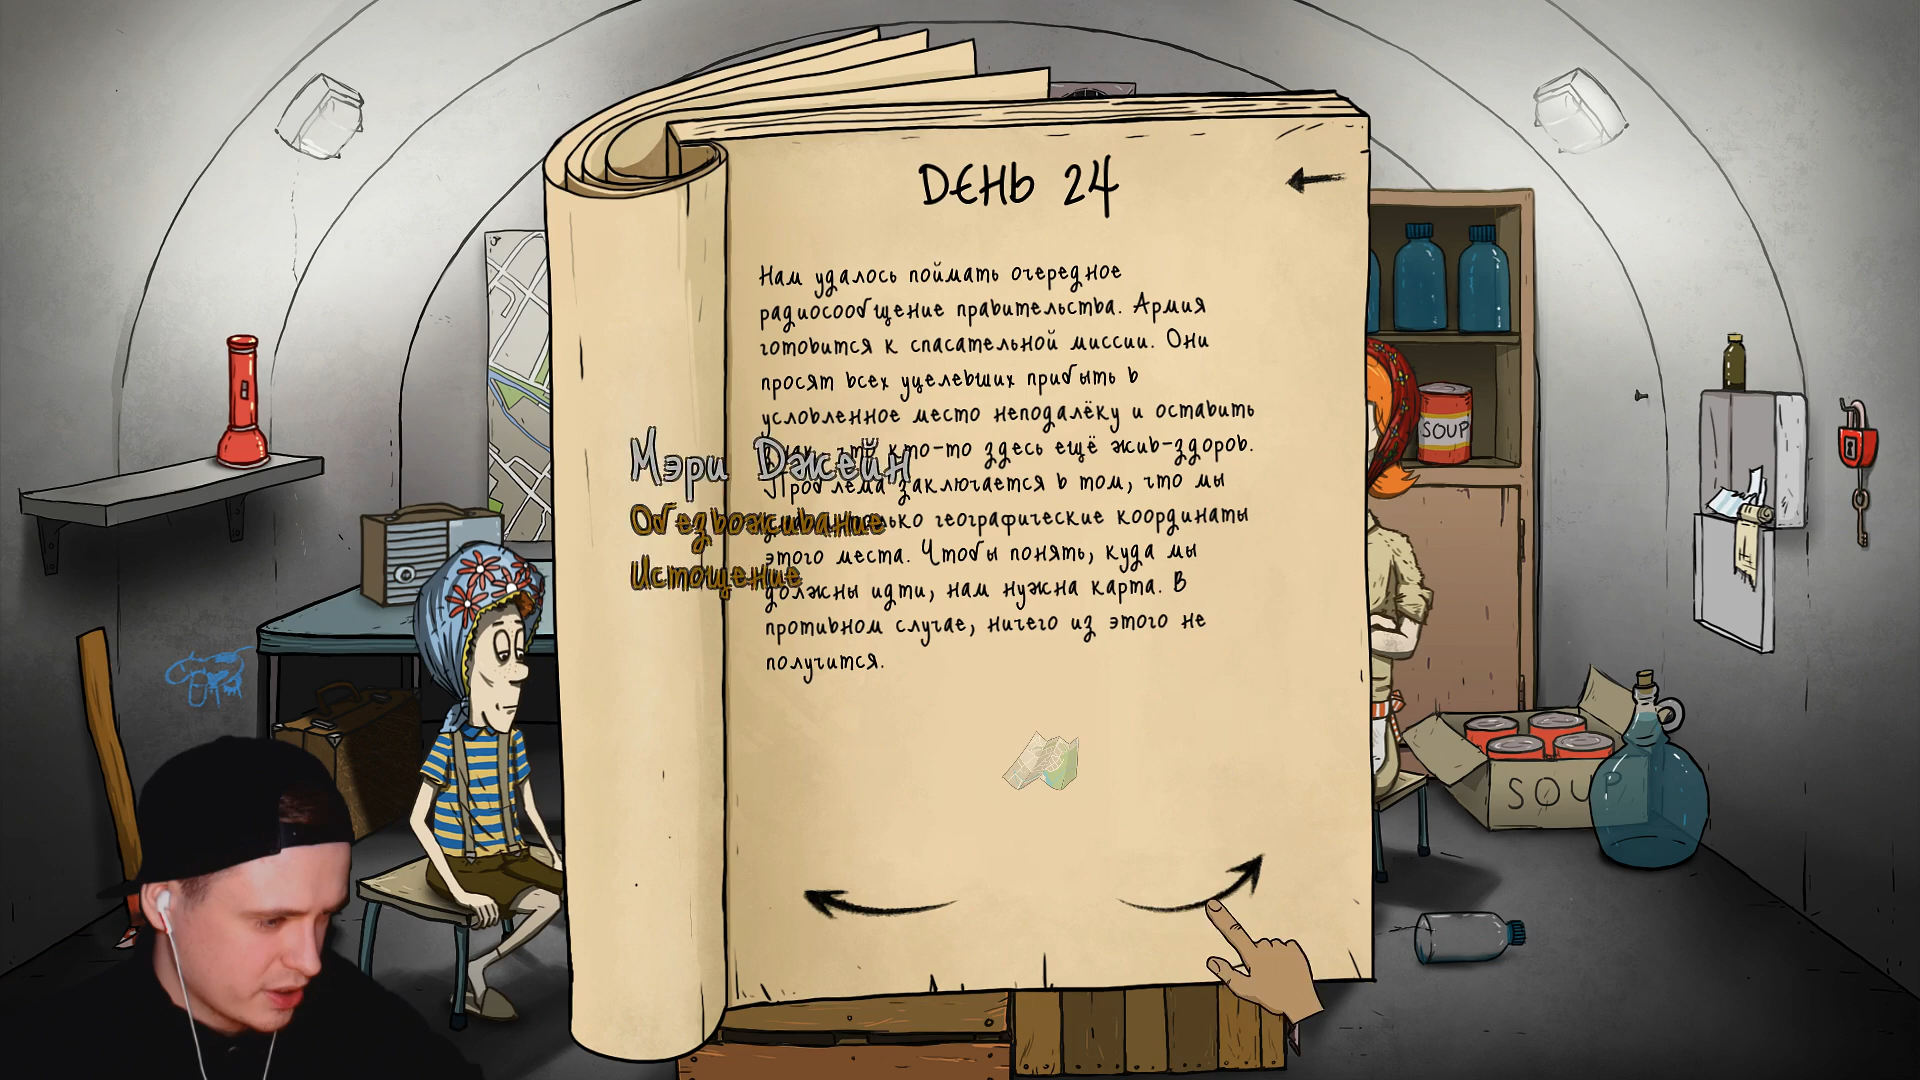 ДЕНЬ 24
Нам удалось поймать очередное
радиосообщение правительства. Армия
готовится к спасательной миссии. Они
просят всех уцелевших прибыть в
условленное место неподалёку и оставить
кто-то здесь ещё жив-здоров.
Проблема заключается в том, что мы
географические координаты
этого места. Чтобы понять, куда мы
должны идти, нам нужна карта. В
противном случае, ничего из этого не
получится.
Мэри Джейн
Обезвоживание
Истощение
SOUP
SOUP